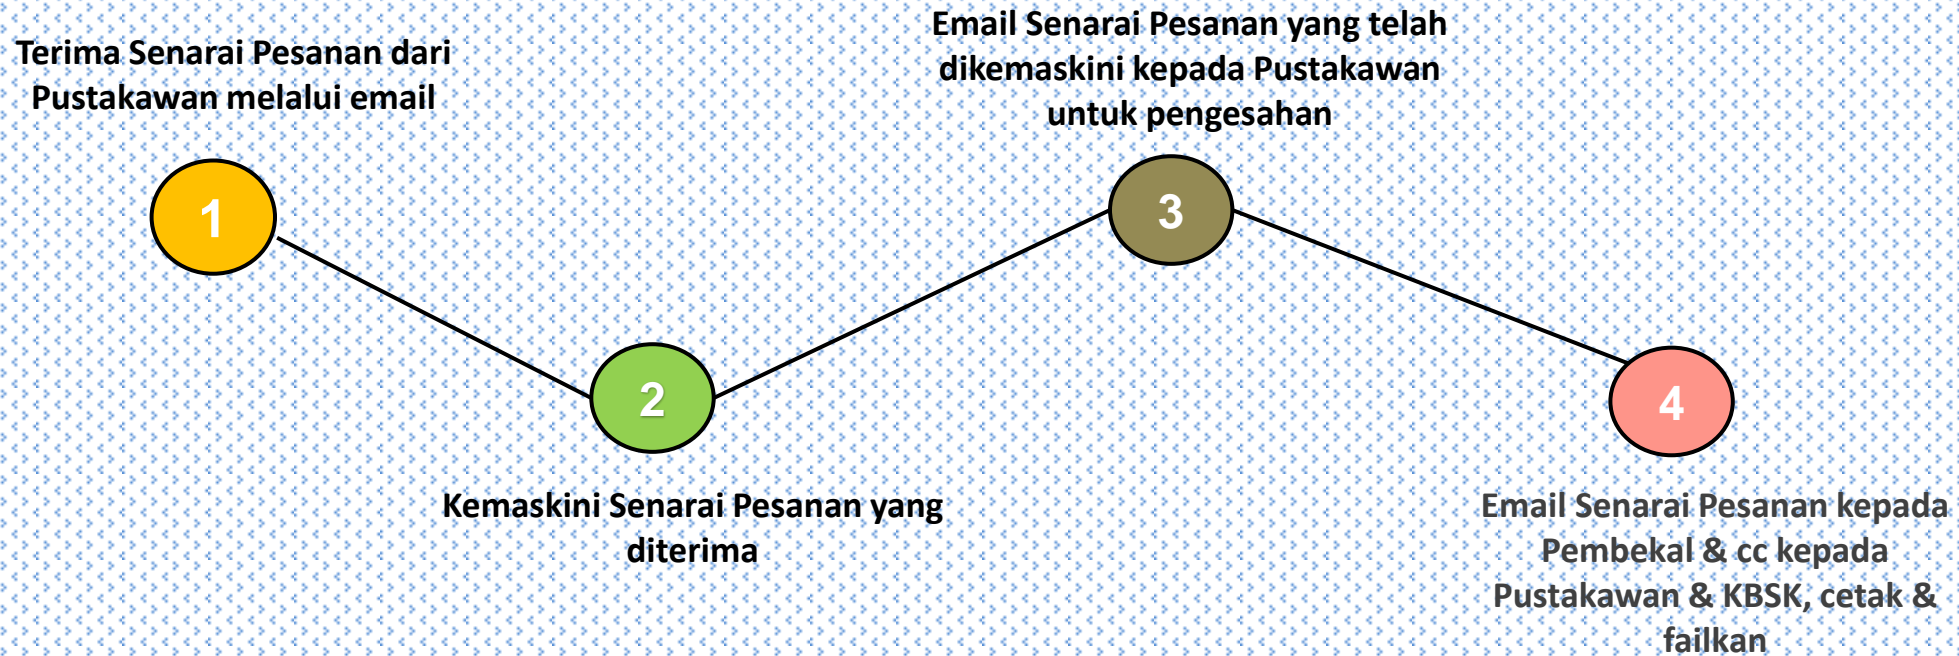 Terima Senarai Pesanan dari
Pustakawan melalui email
1
2
Kemaskini Senarai Pesanan yang
diterima
Email Senarai Pesanan yang telah
dikemaskini kepada Pustakawan
untuk pengesahan
3
4
Email Senarai Pesanan kepada
Pembekal & cc kepada
Pustakawan & KBSK, cetak &
failkan